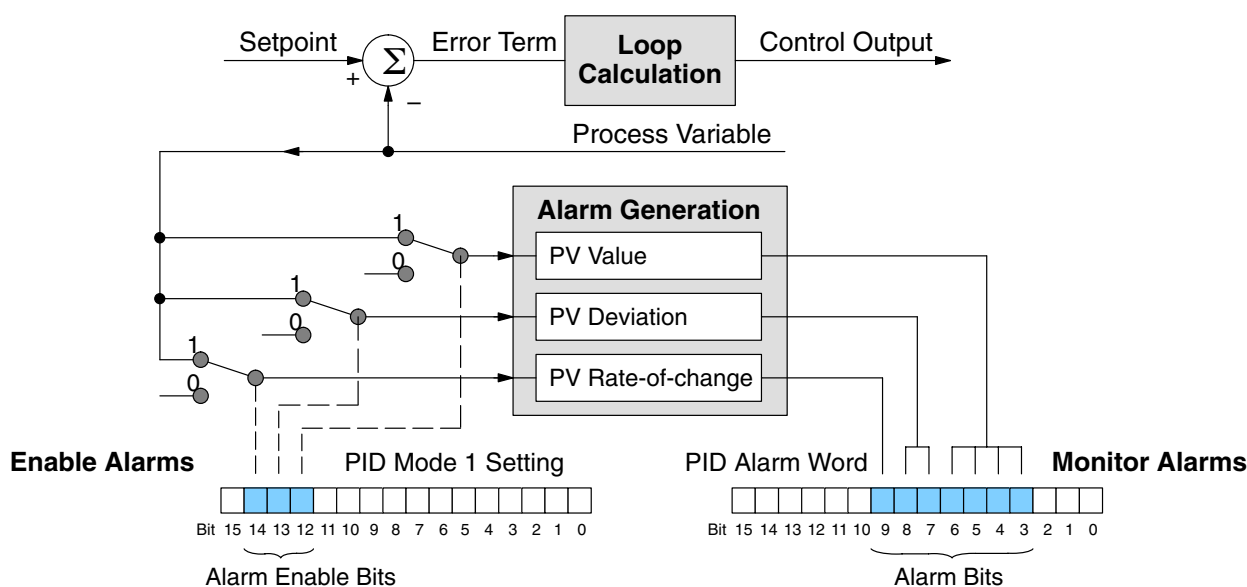 Setpoint
Error Term
Loop
Calculation
Control Output
Σ
+
−
Process Variable
Alarm Generation
1
0
PV Value
1
0
PV Deviation
1
0
PV Rate-of-change
Enable Alarms
PID Mode 1 Setting
Bit 15 14 13 12 11 10 9 8 7 6 5 4 3 2 1 0
Alarm Enable Bits
PID Alarm Word
Monitor Alarms
Bit 15 14 13 12 11 10 9 8 7 6 5 4 3 2 1 0
Alarm Bits